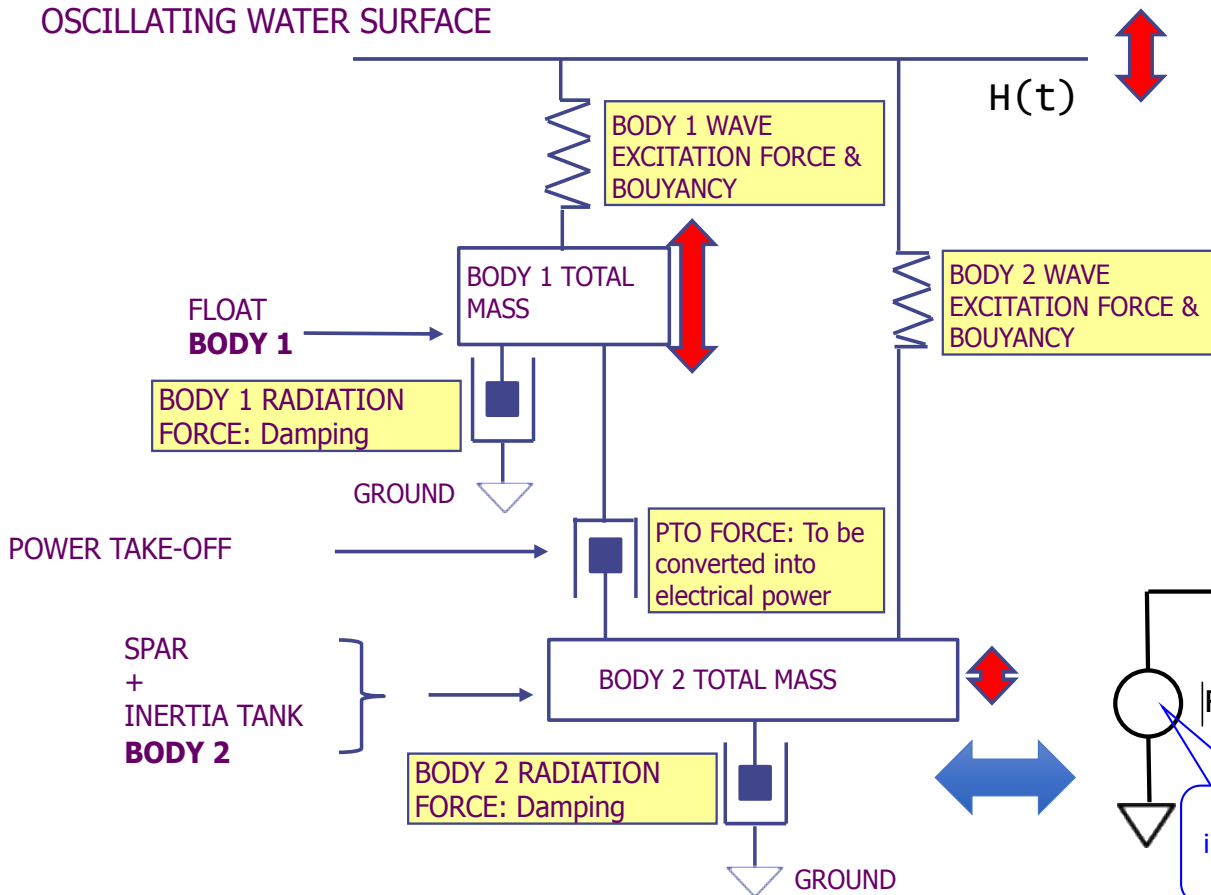 OSCILLATING WATER SURFACE
H(t)
BODY 1 WAVE
EXCITATION FORCE &
BOUYANCY
BODY 1 TOTAL
MASS
BODY 2 WAVE
EXCITATION FORCE &
BOUYANCY
FLOAT
BODY 1
BODY 1 RADIATION
FORCE: Damping
GROUND
POWER TAKE-OFF
PTO FORCE: To be
converted into
electrical power
SPAR
+
INERTIA TANK
BODY 2
BODY 2 TOTAL MASS
BODY 2 RADIATION
FORCE: Damping
GROUND